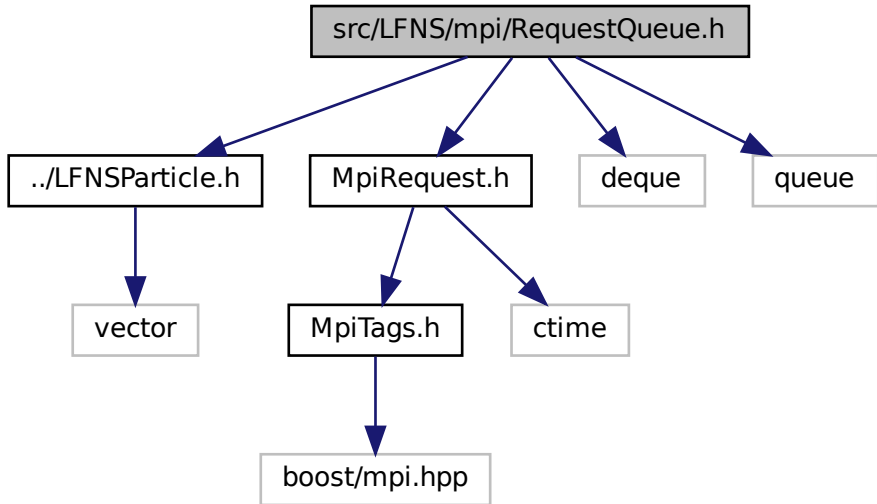 src/LFNS/mpi/RequestQueue.h
../LFNSParticle.h
MpiRequest.h
deque
queue
vector
MpiTags.h
ctime
boost/mpi.hpp